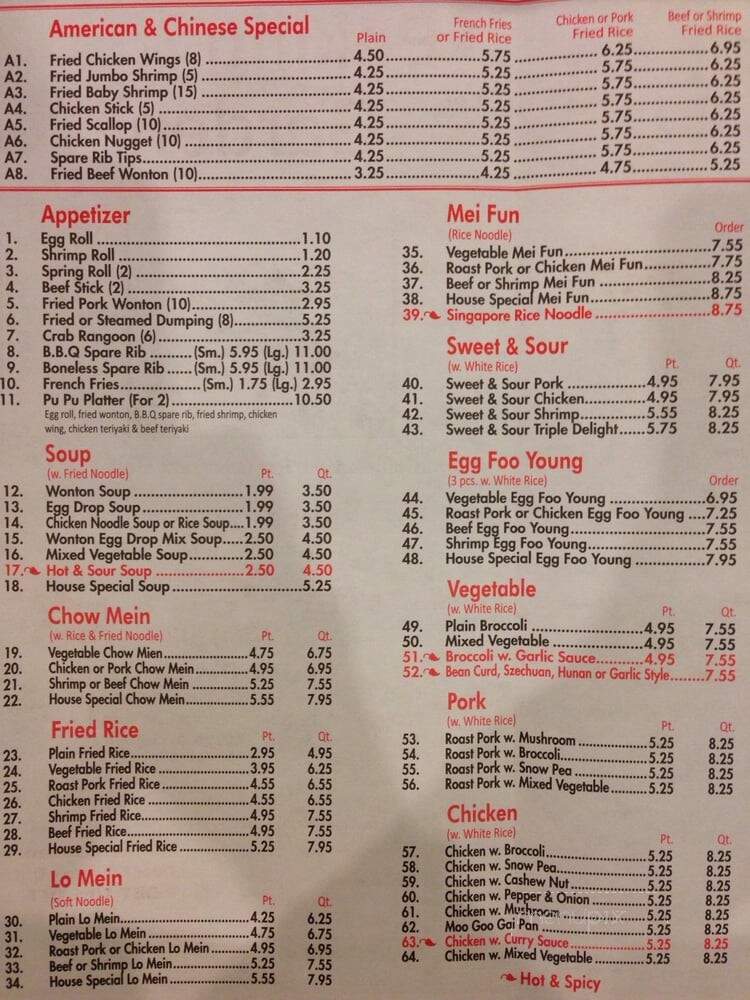 American & Chinese Special
Plain
French Fries
or Fried Rice
Chicken or Pork
Fried Rice
Beef or Shrimp
Fried Rice
A1. Fried Chicken Wings (8) 4.50 5.75 6.25 6.95
A2. Fried Jumbo Shrimp (5) 4.25 5.25 5.75 6.25
A3. Fried Baby Shrimp (15) 4.25 5.25 5.75 6.25
A4. Chicken Stick (5) 4.25 5.25 5.75 6.25
A5. Fried Scallop (10) 4.25 5.25 5.75 6.25
A6. Chicken Nugget (10) 4.25 5.25 5.75 6.25
A7. Spare Rib Tips 4.25 5.25 5.75 6.25
A8. Fried Beef Wonton (10) 3.25 4.25 4.75 5.25
Appetizer
1. Egg Roll 1.10
2. Shrimp Roll 1.20
3. Spring Roll (2) 2.25
4. Beef Stick (2) 3.25
5. Fried Pork Wonton (10) 2.95
6. Fried or Steamed Dumping (8) 5.25
7. Crab Rangoon (6) 3.25
8. B.B.Q Spare Rib (Sm.) 5.95 (Lg.) 11.00
9. Boneless Spare Rib (Sm.) 5.95 (Lg.) 11.00
10. French Fries (Sm.) 1.75 (Lg.) 2.95
11. Pu Pu Platter (For 2) 10.50
Egg roll, fried wonton, B.B.Q spare rib, fried shrimp, chicken
wing, chicken teriyaki & beef teriyaki
Soup
(w. Fried Noodle) Pt. Qt.
12. Wonton Soup 1.99 3.50
13. Egg Drop Soup 1.99 3.50
14. Chicken Noodle Soup or Rice Soup 1.99 3.50
15. Wonton Egg Drop Mix Soup 2.50 4.50
16. Mixed Vegetable Soup 2.50 4.50
17. Hot & Sour Soup 2.50 4.50
18. House Special Soup 5.25
Chow Mein
(w. Rice & Fried Noodle) Pt. Qt.
19. Vegetable Chow Mien 4.75 6.75
20. Chicken or Pork Chow Mein 4.95 6.95
21. Shrimp or Beef Chow Mein 5.25 7.55
22. House Special Chow Mein 5.55 7.95
Fried Rice
Pt. Qt.
23. Plain Fried Rice 2.95 4.95
24. Vegetable Fried Rice 3.95 6.25
25. Roast Pork Fried Rice 4.55 6.55
26. Chicken Fried Rice 4.55 6.55
27. Shrimp Fried Rice 4.95 7.55
28. Beef Fried Rice 4.95 7.55
29. House Special Fried Rice 5.25 7.95
Lo Mein
(Soft Noodle) Pt. Qt.
30. Plain Lo Mein 4.25 6.25
31. Vegetable Lo Mein 4.75 6.75
32. Roast Pork or Chicken Lo Mein 4.95 6.95
33. Beef or Shrimp Lo Mein 5.25 7.55
34. House Special Lo Mein 5.55 7.95
Mei Fun
(Rice Noodle) Order
35. Vegetable Mei Fun 7.55
36. Roast Pork or Chicken Mei Fun 7.75
37. Beef or Shrimp Mei Fun 8.25
38. House Special Mei Fun 8.75
39. Singapore Rice Noodle 8.75
Sweet & Sour
(w. White Rice) Pt. Qt.
40. Sweet & Sour Pork 4.95 7.95
41. Sweet & Sour Chicken 4.95 7.95
42. Sweet & Sour Shrimp 5.55 8.25
43. Sweet & Sour Triple Delight 5.75 8.25
Egg Foo Young
(3 pcs. w. White Rice) Order
44. Vegetable Egg Foo Young 6.95
45. Roast Pork or Chicken Egg Foo Young 7.25
46. Beef Egg Foo Young 7.55
47. Shrimp Egg Foo Young 7.55
48. House Special Egg Foo Young 7.95
Vegetable
(w. White Rice) Pt. Qt.
49. Plain Broccoli 4.95 7.55
50. Mixed Vegetable 4.95 7.55
51. Broccoli w. Garlic Sauce 4.95 7.55
52. Bean Curd, Szechuan, Hunan or Garlic Style 7.55
Pork
(w. White Rice) Pt. Qt.
53. Roast Pork w. Mushroom 5.25 8.25
54. Roast Pork w. Broccoli 5.25 8.25
55. Roast Pork w. Snow Pea 5.25 8.25
56. Roast Pork w. Mixed Vegetable 5.25 8.25
Chicken
(w. White Rice) Pt. Qt.
57. Chicken w. Broccoli 5.25 8.25
58. Chicken w. Snow Pea 5.25 8.25
59. Chicken w. Cashew Nut 5.25 8.25
60. Chicken w. Pepper & Onion 5.25 8.25
61. Chicken w. Mushroom 5.25 8.25
62. Moo Goo Gai Pan 5.25 8.25
63. Chicken w. Curry Sauce 5.25 8.25
64. Chicken w. Mixed Vegetable 5.25 8.25
Hot & Spicy